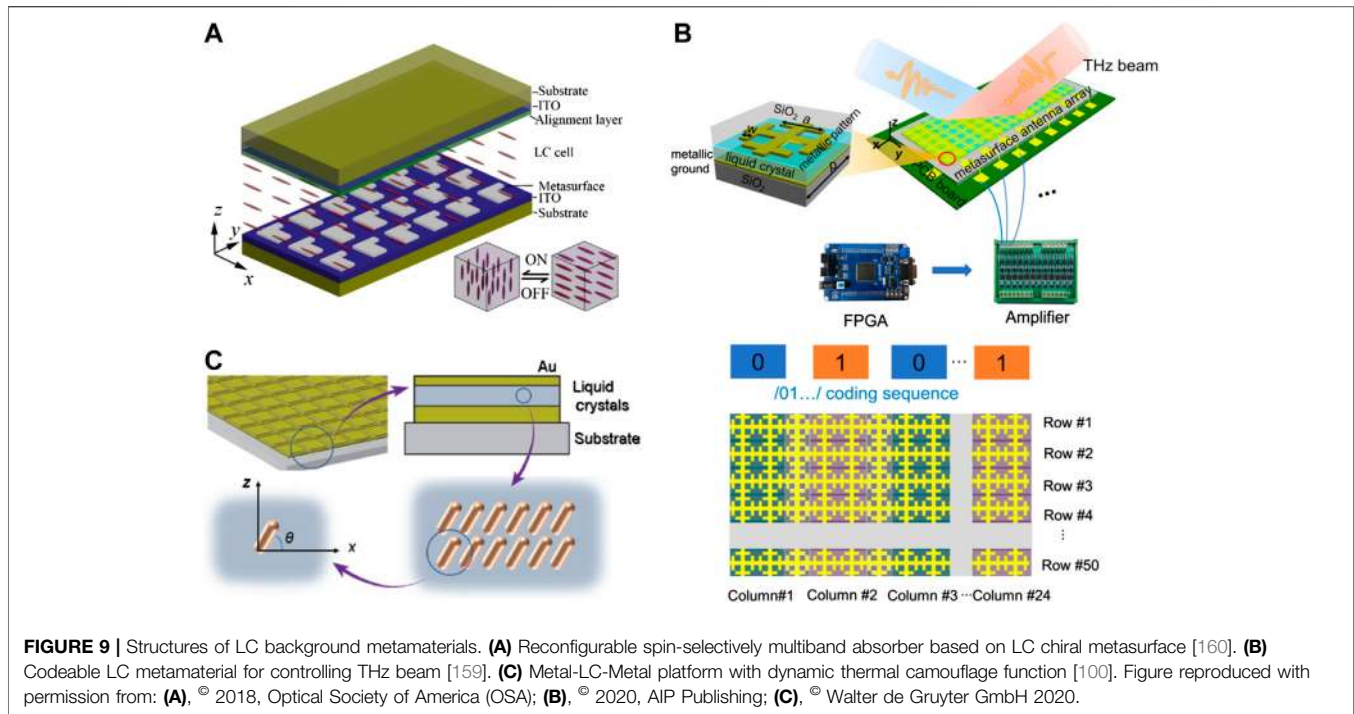 A
Substrate
ITO
Alignment layer
LC cell
Metasurface
ITO
Substrate
z
y
x
ON
OFF
B
THz beam
SiO2 a
metallic pattern
metallic
ground
liquid crystal
p
SiO2
z
x
y
metasurface antenna array
PCB board
...
FPGA
Amplifier
0 1 0 ... 1
/01.../ coding sequence
Row #1
Row #2
Row #3
Row #4
⋮
Row #50
Column#1 Column #2 Column #3 ···Column #24
C
Au
Liquid
crystals
Substrate
z
θ
x
FIGURE 9 | Structures of LC background metamaterials. (A) Reconfigurable spin-selectively multiband absorber based on LC chiral metasurface [160]. (B)
Codeable LC metamaterial for controlling THz beam [159]. (C) Metal-LC-Metal platform with dynamic thermal camouflage function [100]. Figure reproduced with
permission from: (A), © 2018, Optical Society of America (OSA); (B), © 2020, AIP Publishing; (C), © Walter de Gruyter GmbH 2020.